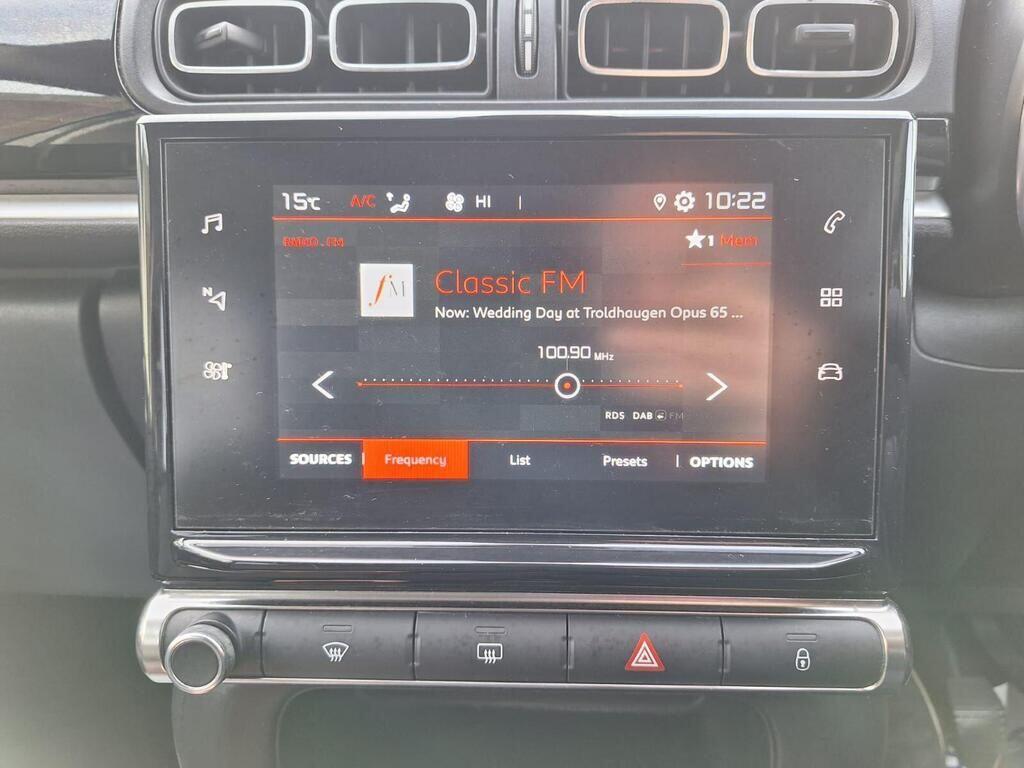 15°C A/C HI | 10:22
1 Mem
fM
Classic FM
Now: Wedding Day at Troldhaugen Opus 65 ...
N
100.90 MHz
RDS DAB FM
SOURCES | Frequency List Presets | OPTIONS